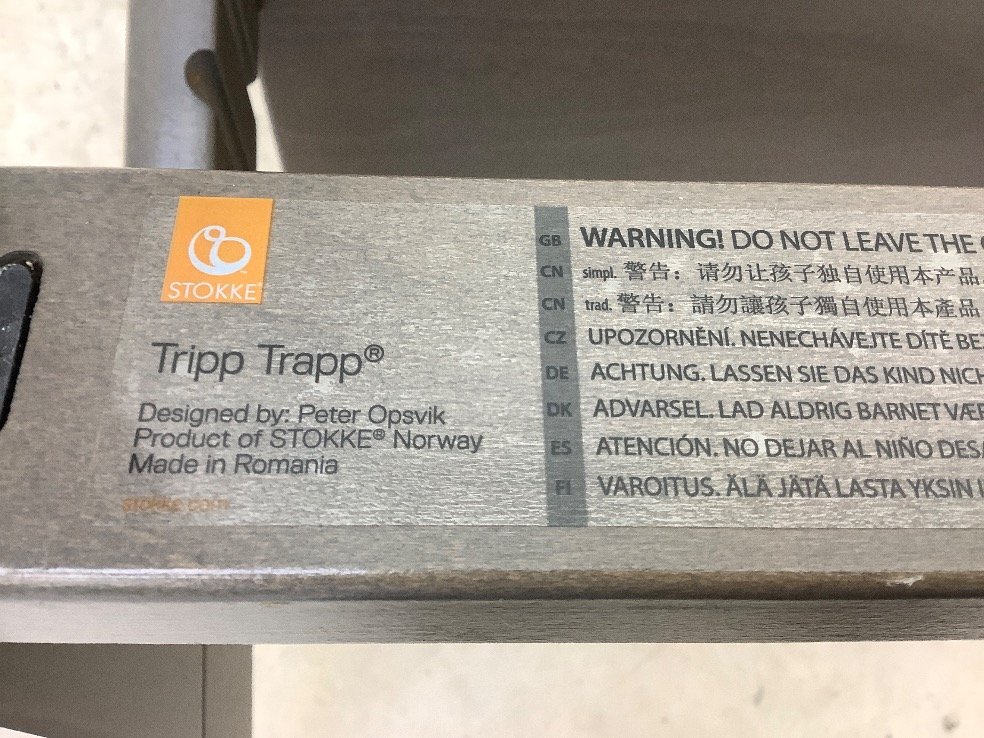 STOKKE
Tripp Trapp®
Designed by: Peter Opsvik
Product of STOKKE® Norway
Made in Romania
stokke.com
GB WARNING! DO NOT LEAVE THE
CN simpl. 警告：请勿让孩子独自使用本产品
CN trad. 警告：請勿讓孩子獨自使用本產品
CZ UPOZORNĚNÍ. NENECHÁVEJTE DÍTĚ BE
DE ACHTUNG. LASSEN SIE DAS KIND NICH
DK ADVARSEL. LAD ALDRIG BARNET VÆR
ES ATENCIÓN. NO DEJAR AL NIÑO DESA
FI VAROITUS. ÄLÄ JÄTÄ LASTA YKSIN